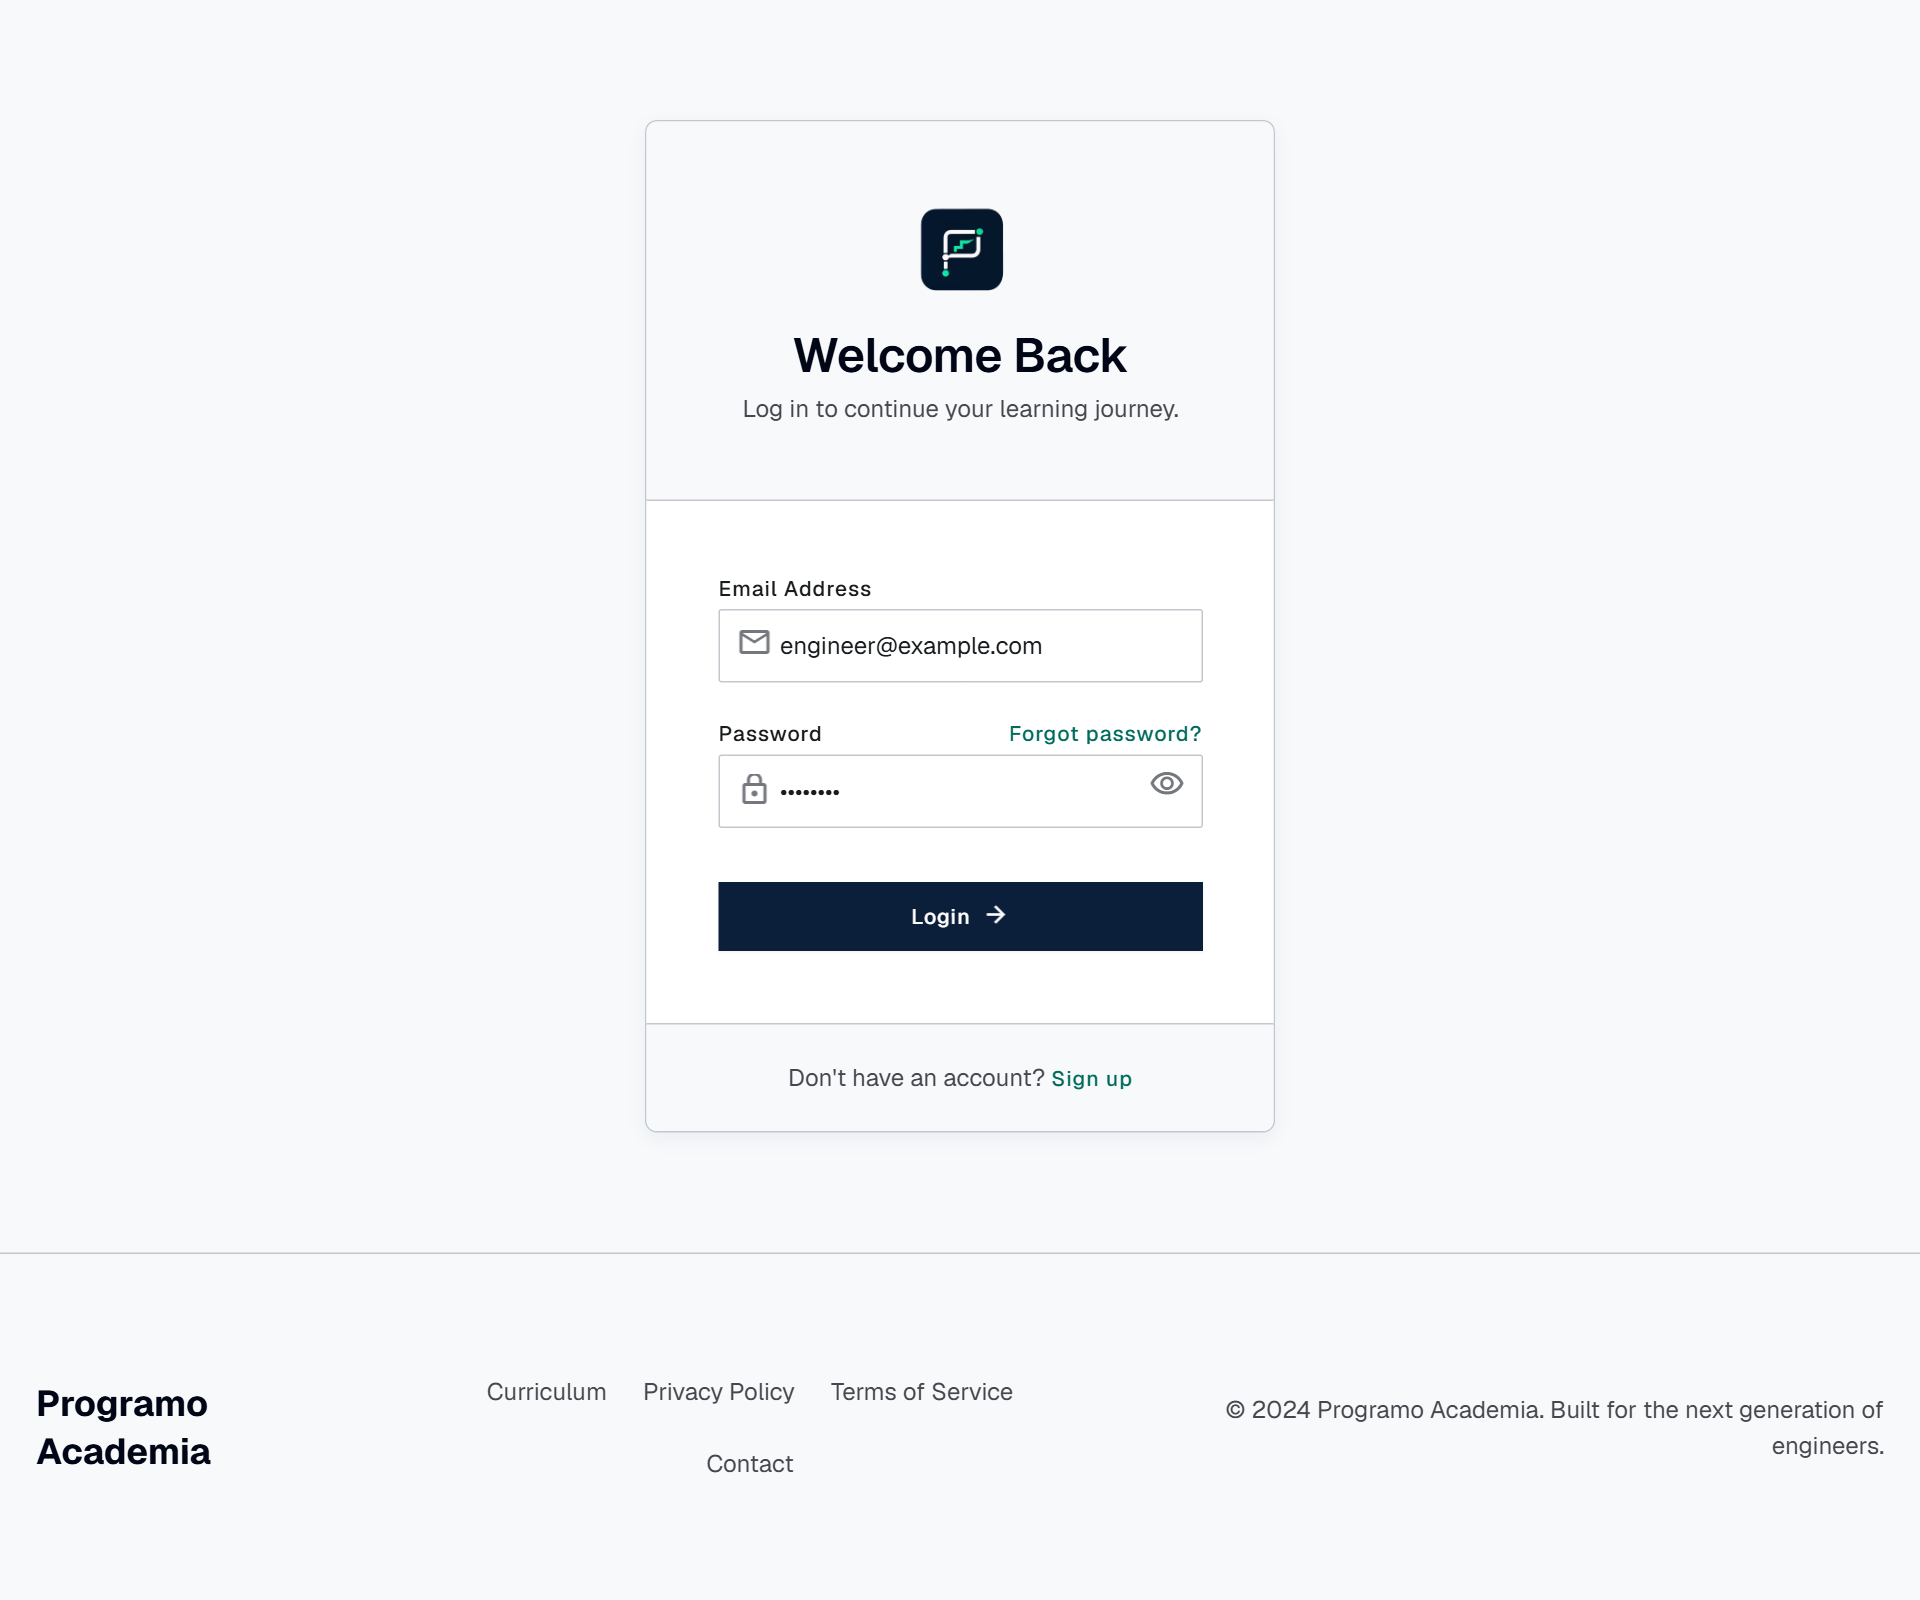 Welcome Back
Log in to continue your learning journey.
Email Address
engineer@example.com
Password Forgot password?
••••••••
Login
Don't have an account? Sign up
Programo
Academia
Curriculum Privacy Policy Terms of Service
Contact
© 2024 Programo Academia. Built for the next generation of
engineers.